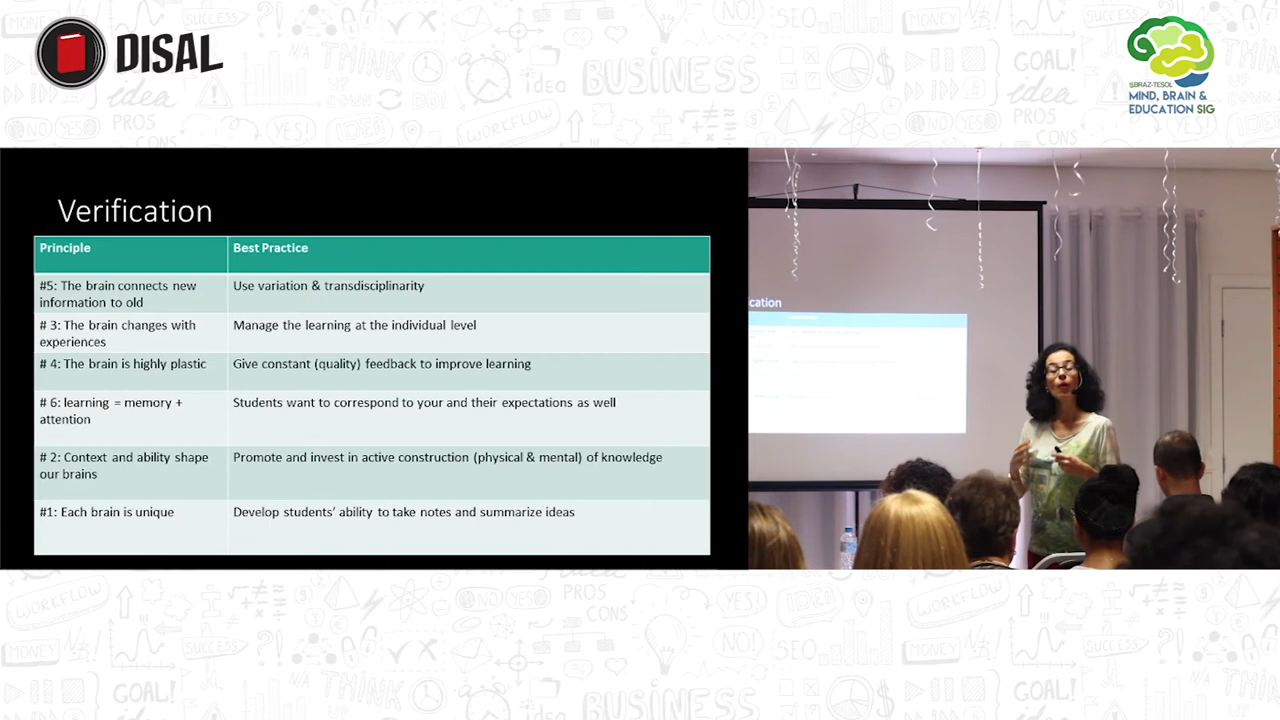 DISAL
@BRAZ-TESOL
MIND, BRAIN &
EDUCATION SIG
Verification
Principle
Best Practice
#5: The brain connects new
information to old
Use variation & transdisciplinarity
# 3: The brain changes with
experiences
Manage the learning at the individual level
# 4: The brain is highly plastic
Give constant (quality) feedback to improve learning
# 6: learning = memory +
attention
Students want to correspond to your and their expectations as well
# 2: Context and ability shape
our brains
Promote and invest in active construction (physical & mental) of knowledge
#1: Each brain is unique
Develop students’ ability to take notes and summarize ideas
cation